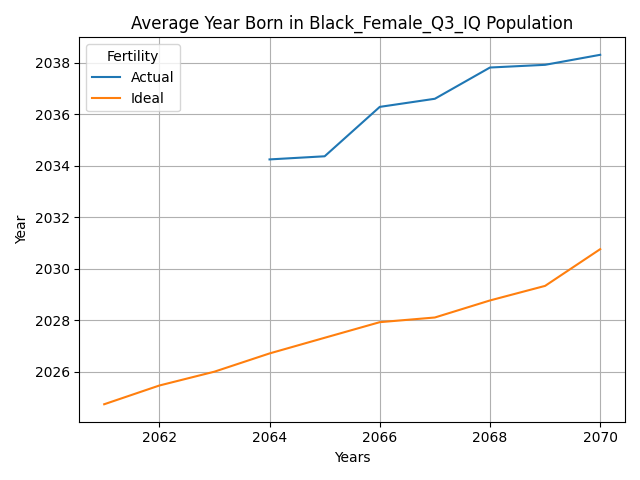 Average Year Born in Black_Female_Q3_IQ Population
Fertility
Actual
Ideal
2038
2036
2034
2032
2030
2028
2026
Year
2062 2064 2066 2068 2070
Years